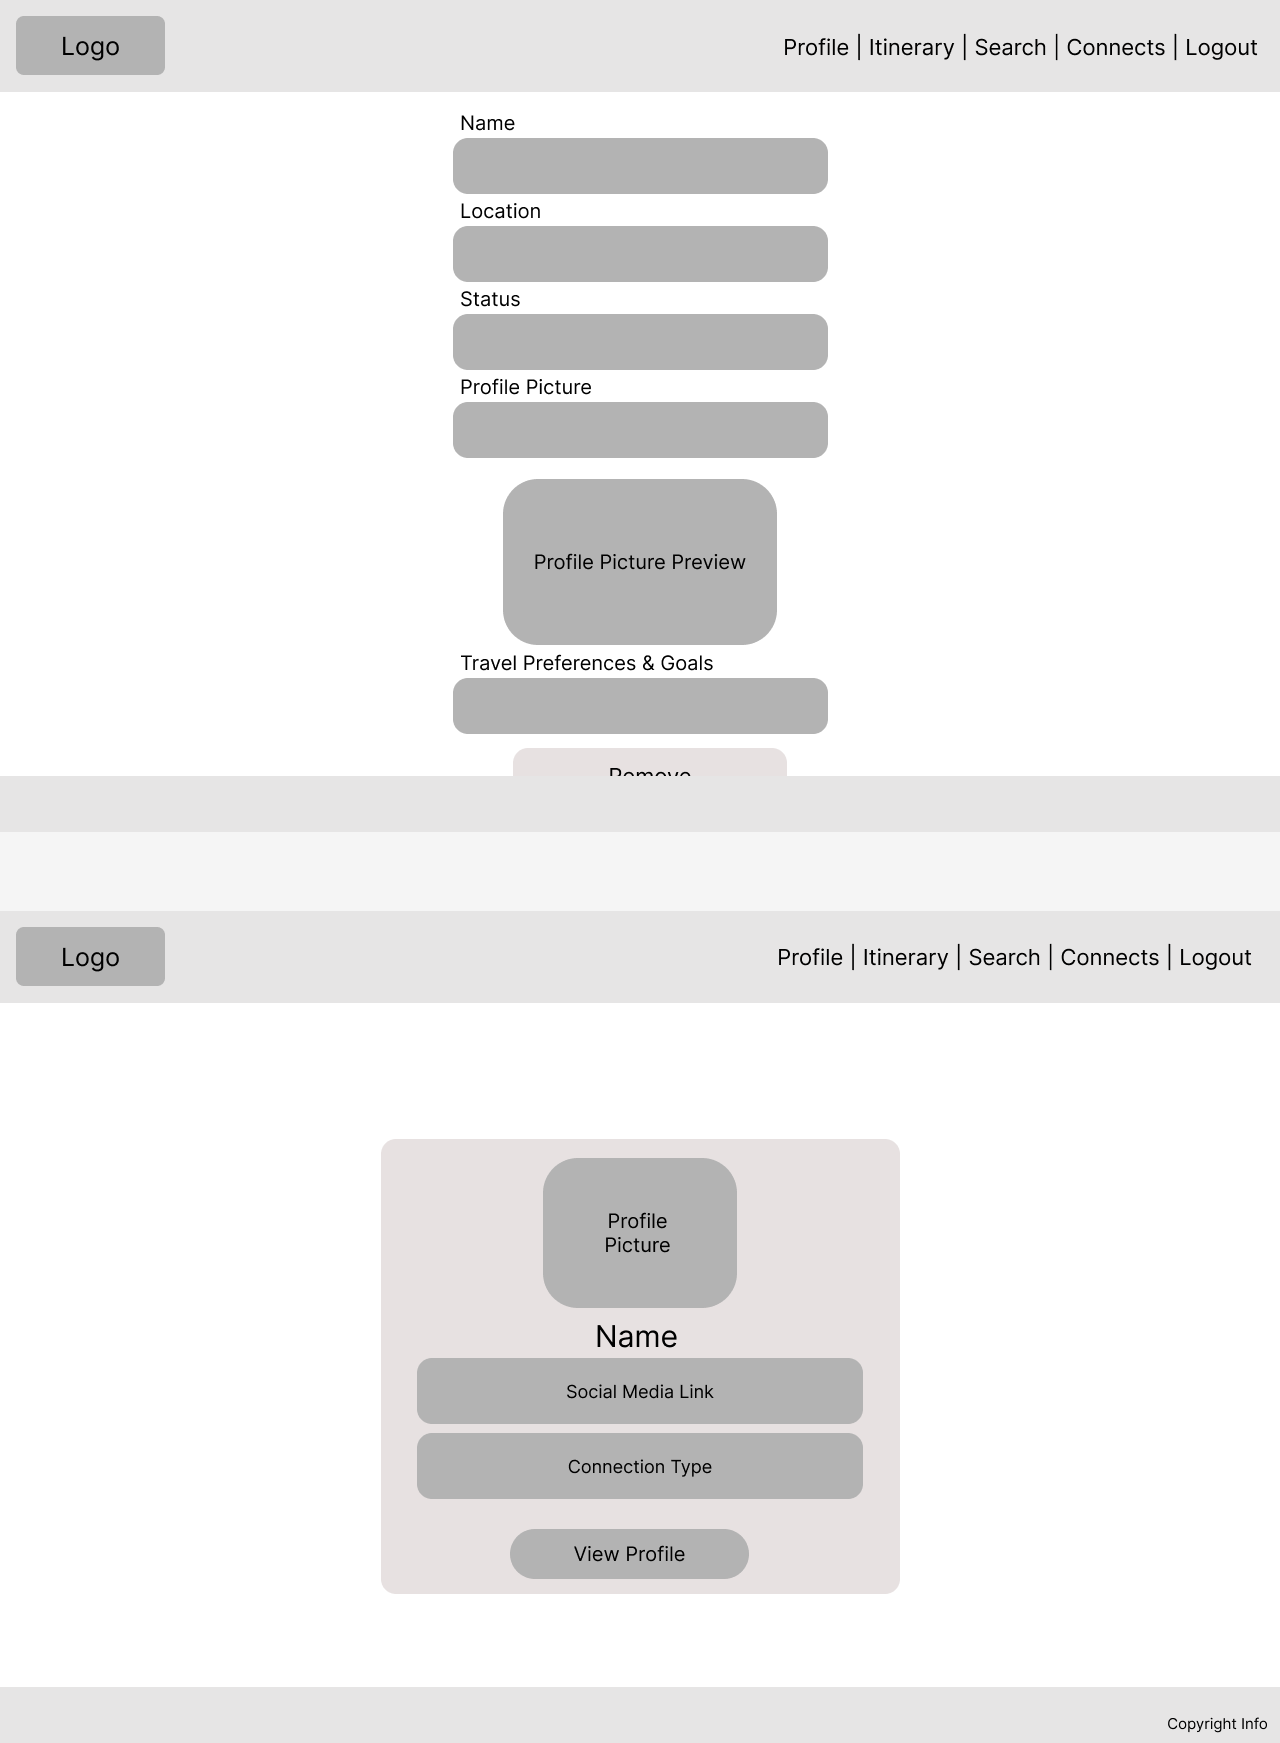 Logo
Profile | Itinerary | Search | Connects | Logout
Name
Location
Status
Profile Picture
Profile Picture Preview
Travel Preferences & Goals
Remove
Logo
Profile | Itinerary | Search | Connects | Logout
Profile
Picture
Name
Social Media Link
Connection Type
View Profile
Copyright Info